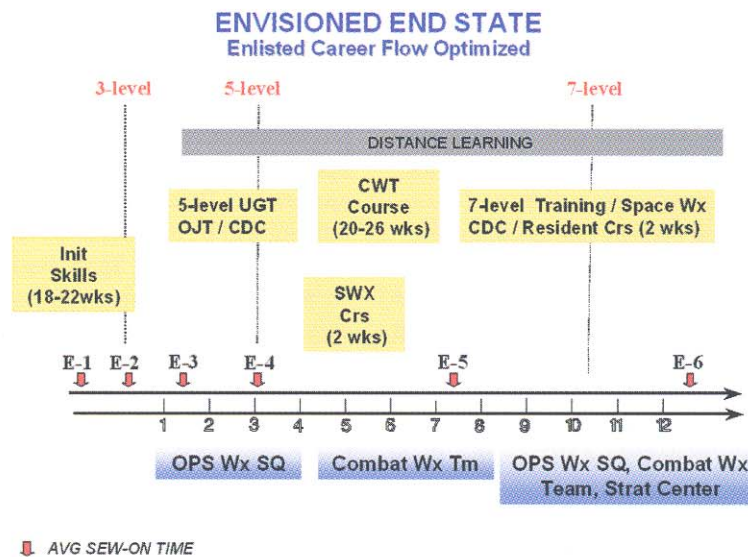 ENVISIONED END STATE
Enlisted Career Flow Optimized
3-level
5-level
7-level
DISTANCE LEARNING
5-level UGT
OJT / CDC
CWT
Course
(20-26 wks)
7-level Training / Space Wx
CDC / Resident Crs (2 wks)
Init
Skills
(18-22wks)
SWX
Crs
(2 wks)
E-1 E-2 E-3 E-4 E-5 E-6
1 2 3 4 5 6 7 8 9 10 11 12
OPS Wx SQ
Combat Wx Tm
OPS Wx SQ, Combat Wx
Team, Strat Center
AVG SEW-ON TIME